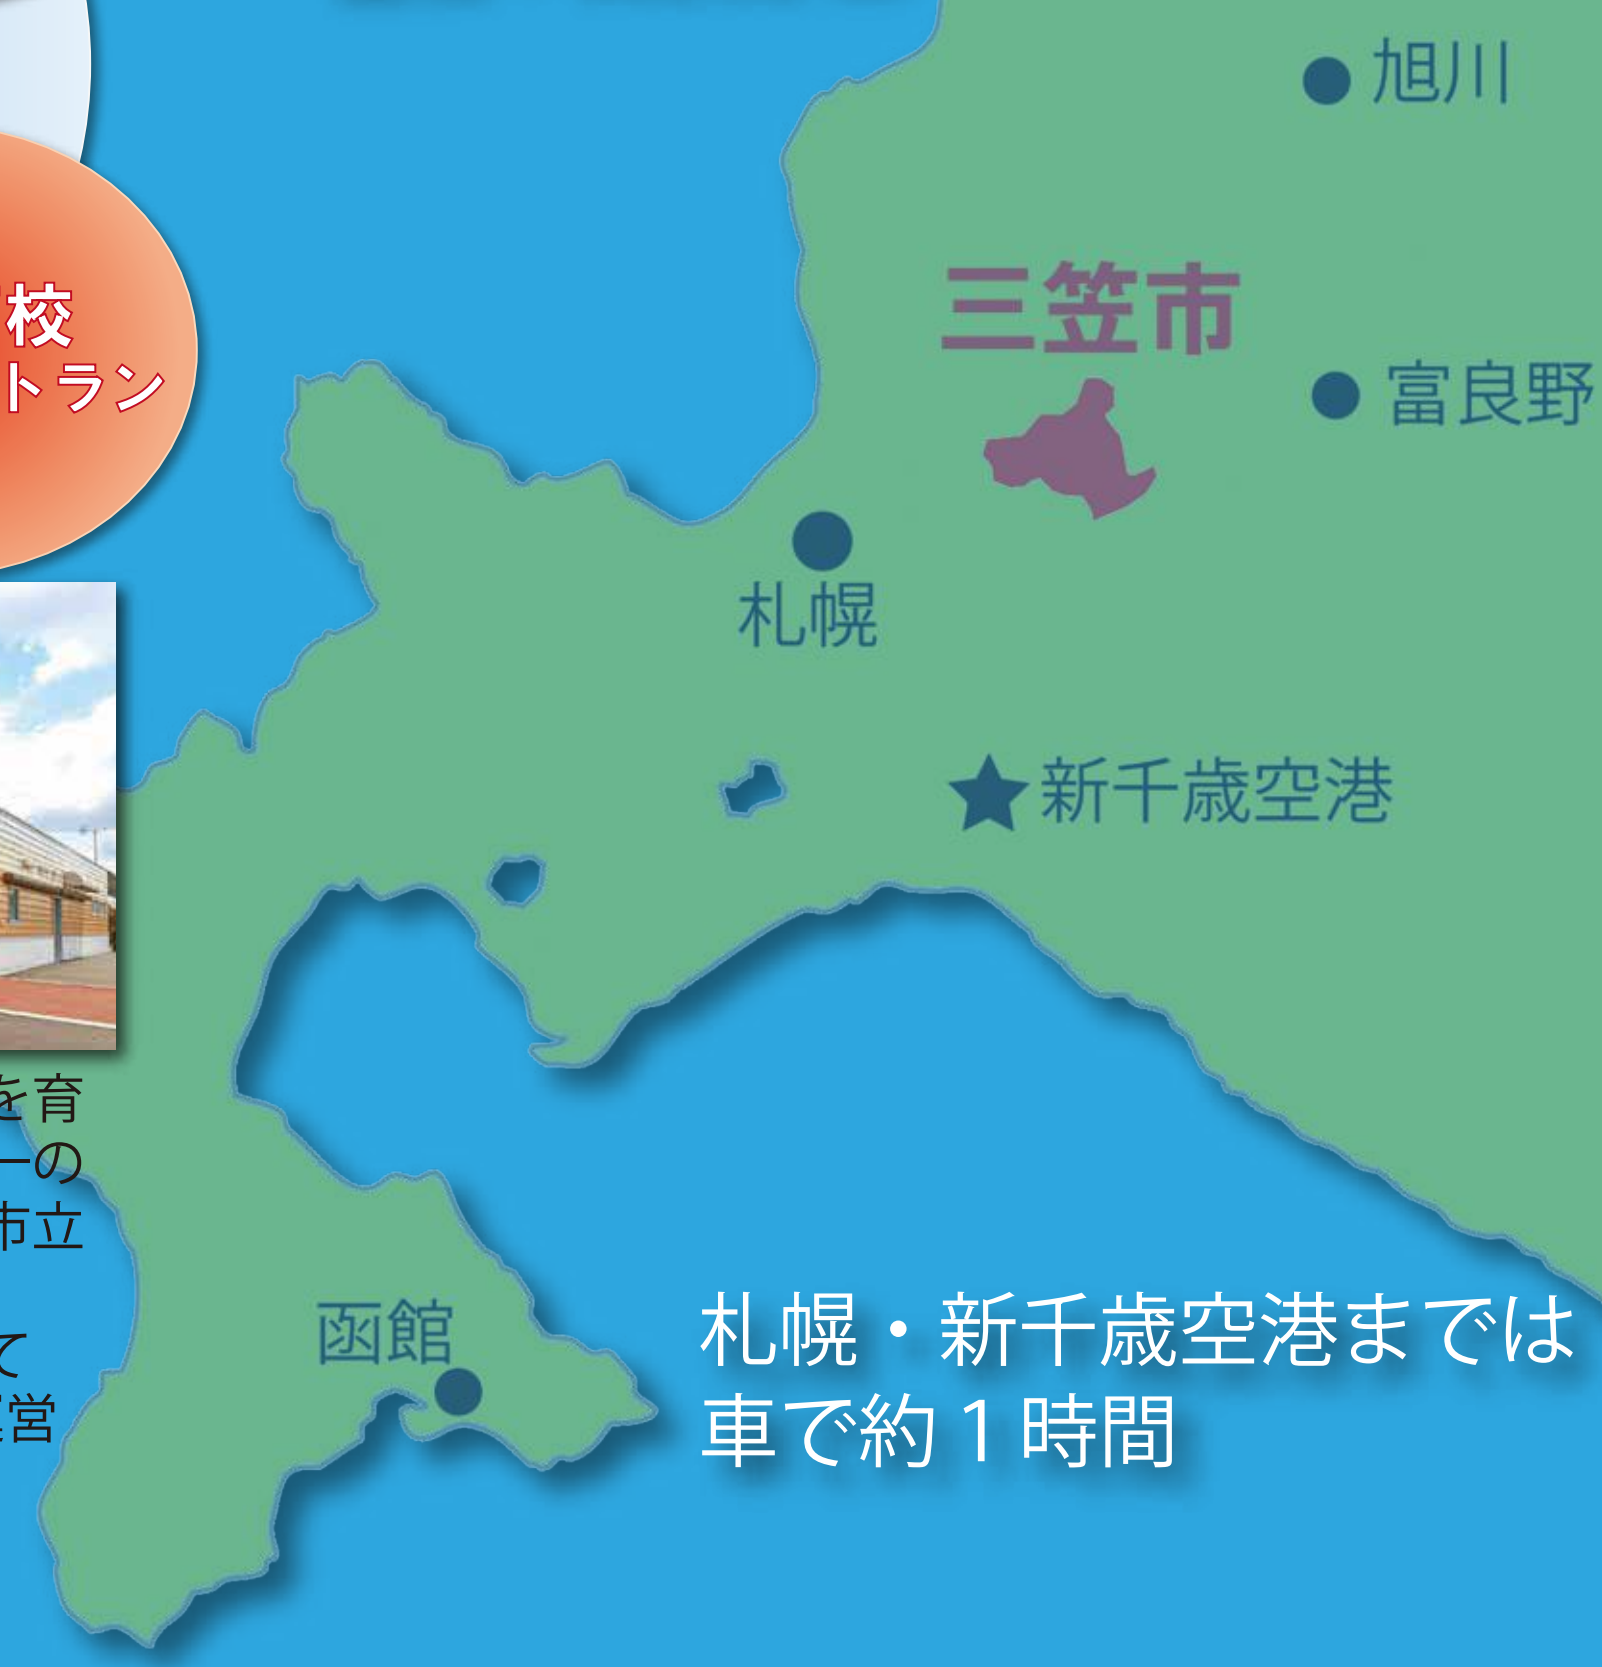 旭川
三笠市
富良野
札幌
新千歳空港
函館
札幌・新千歳空港までは
車で約1時間
校
トラン
を育
一の
市立
て
営